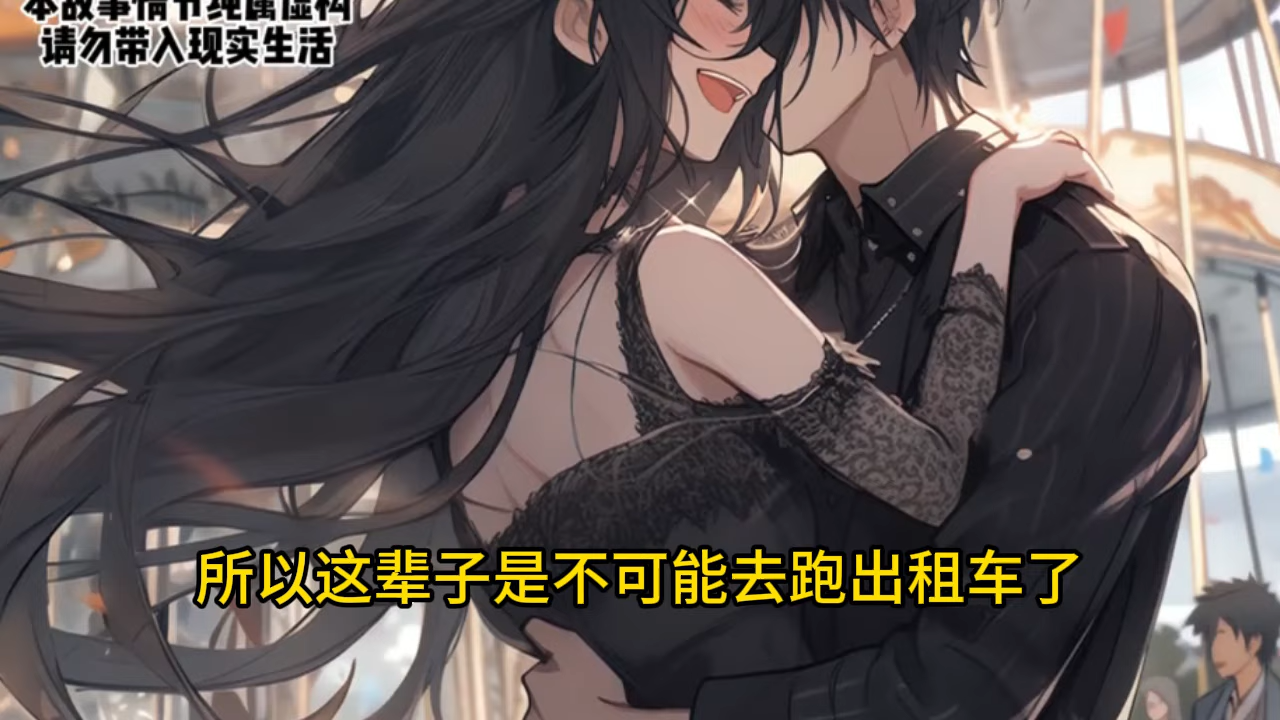 本故事情节纯属虚构
请勿带入现实生活
所以这辈子是不可能去跑出租车了